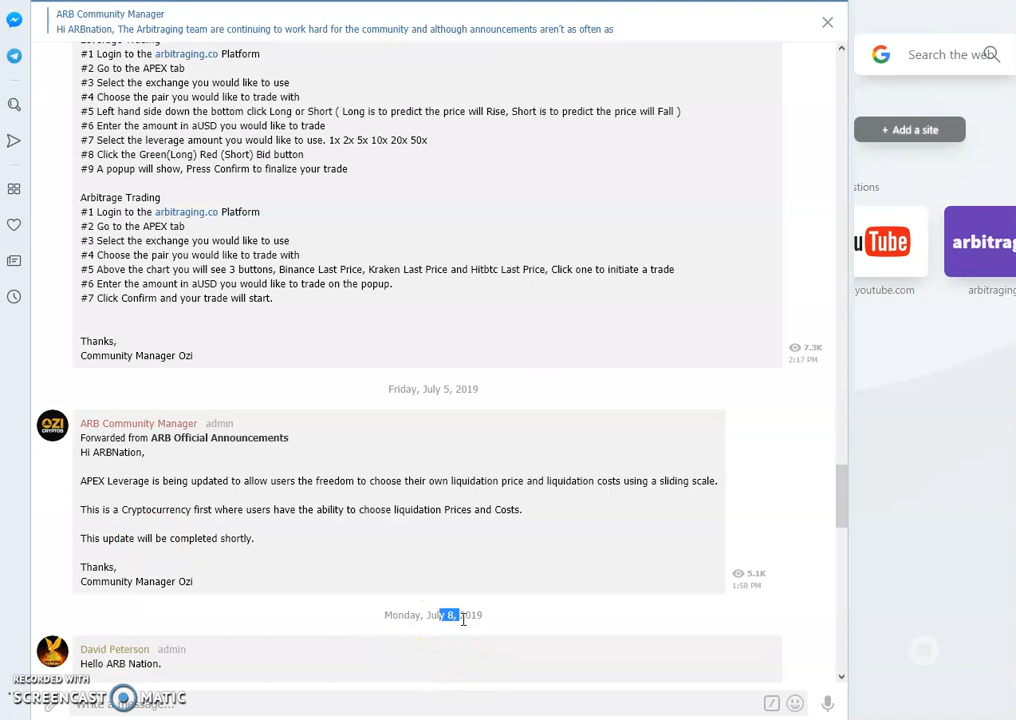 ARB Community Manager
Hi ARBnation, The Arbitraging team are continuing to work hard for the community and although announcements aren't as often as
#1 Login to the arbitraging.co Platform
#2 Go to the APEX tab
#3 Select the exchange you would like to use
#4 Choose the pair you would like to trade with
#5 Left hand side down the bottom click Long or Short ( Long is to predict the price will Rise, Short is to predict the price will Fall )
#6 Enter the amount in aUSD you would like to trade
#7 Select the leverage amount you would like to use. 1x 2x 5x 10x 20x 50x
#8 Click the Green(Long) Red (Short) Bid button
#9 A popup will show, Press Confirm to finalize your trade
Arbitrage Trading
#1 Login to the arbitraging.co Platform
#2 Go to the APEX tab
#3 Select the exchange you would like to use
#4 Choose the pair you would like to trade with
#5 Above the chart you will see 3 buttons, Binance Last Price, Kraken Last Price and Hitbtc Last Price, Click one to initiate a trade
#6 Enter the amount in aUSD you would like to trade on the popup.
#7 Click Confirm and your trade will start.
Thanks,
Community Manager Ozi
7.3K
2:17 PM
Friday, July 5, 2019
OZI
ARB Community Manager admin
Forwarded from ARB Official Announcements
Hi ARBNation,
APEX Leverage is being updated to allow users the freedom to choose their own liquidation price and liquidation costs using a sliding scale.
This is a Cryptocurrency first where users have the ability to choose liquidation Prices and Costs.
This update will be completed shortly.
Thanks,
Community Manager Ozi
5.1K
1:58 PM
Monday, July 8, 2019
David Peterson admin
Hello ARB Nation.
Write a message...
RECORDED WITH
SCREENCAST MATIC
Search the web
+ Add a site
stions
uTube
youtube.com
arbitrag
arbitraging